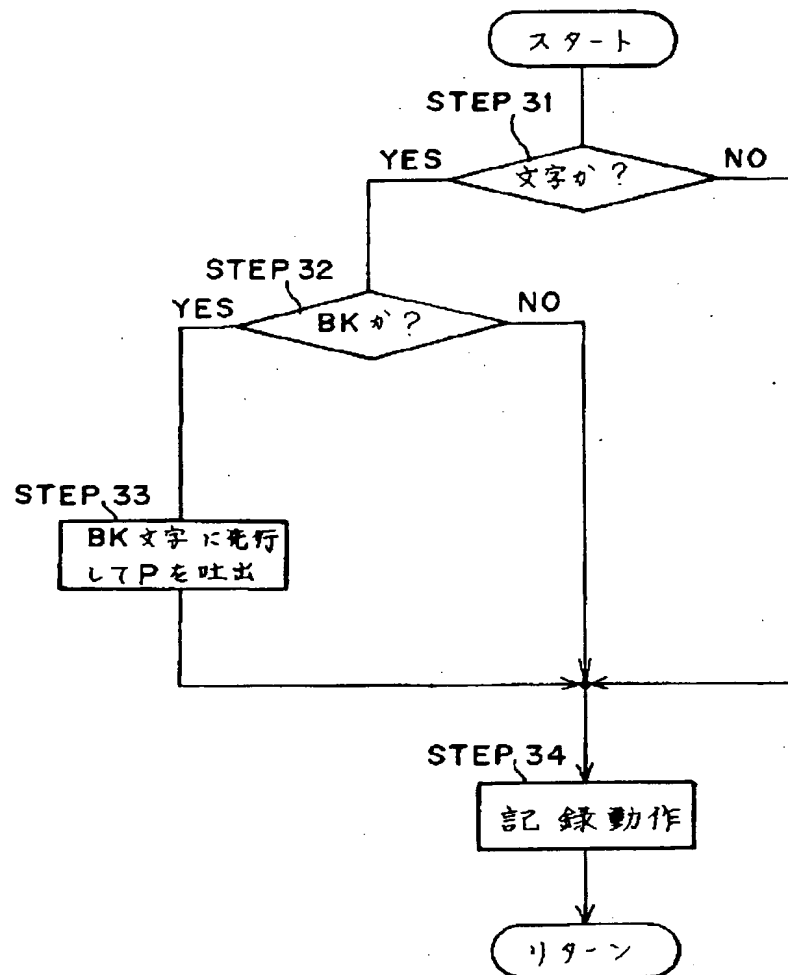 スタート
STEP 31
YES
文字か?
NO
STEP 32
YES
BKか?
NO
STEP 33
BK文字に先行
してPを吐出
STEP 34
記録動作
リターン